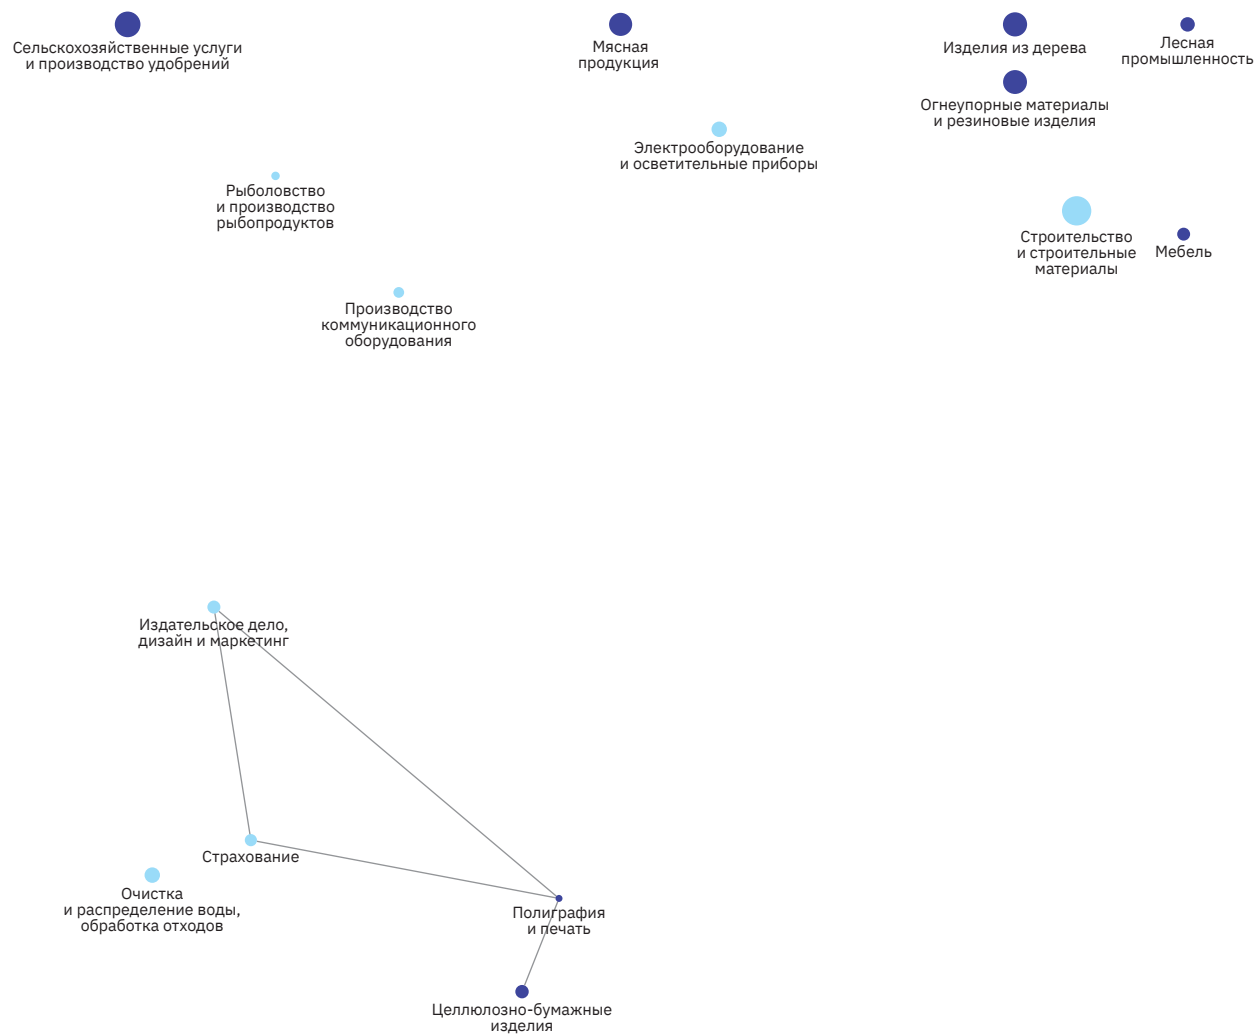 Сельскохозяйственные услуги
и производство удобрений
Мясная
продукция
Изделия из дерева
Лесная
промышленность
Огнеупорные материалы
и резиновые изделия
Электрооборудование
и осветительные приборы
Рыболовство
и производство
рыбопродуктов
Строительство
и строительные
материалы
Мебель
Производство
коммуникационного
оборудования
Издательское дело,
дизайн и маркетинг
Страхование
Очистка
и распределение воды,
обработка отходов
Полиграфия
и печать
Целлюлозно-бумажные
изделия